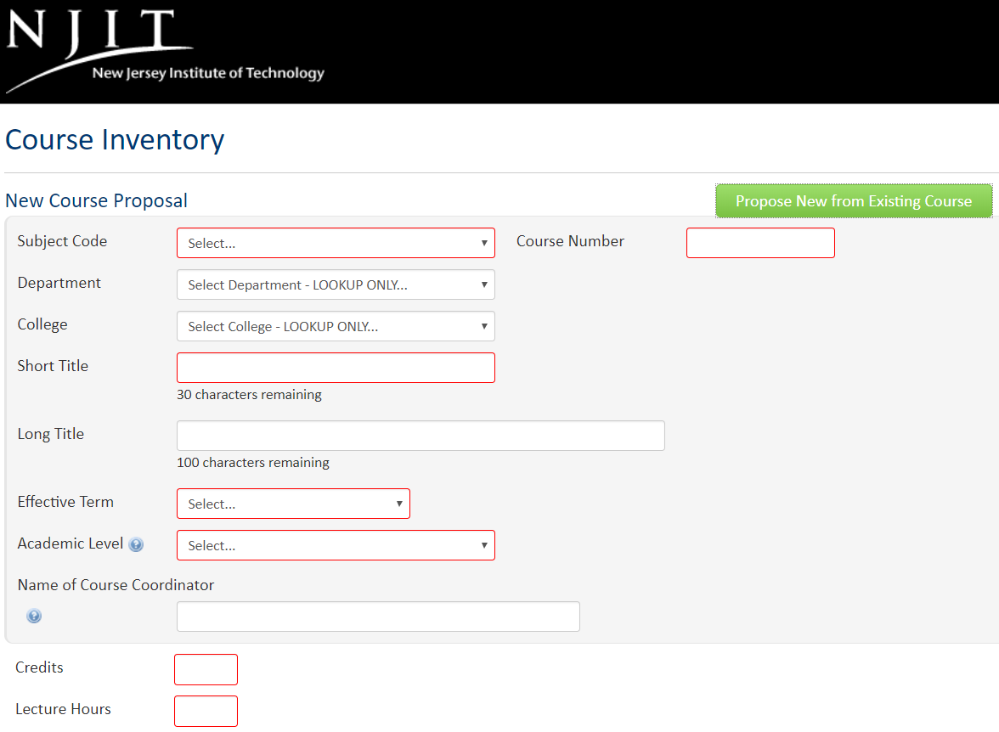 NJIT
New Jersey Institute of Technology
Course Inventory
New Course Proposal
Propose New from Existing Course
Subject Code
Select...
Course Number
Department
Select Department - LOOKUP ONLY...
College
Select College - LOOKUP ONLY...
Short Title
30 characters remaining
Long Title
100 characters remaining
Effective Term
Select...
Academic Level
?
Select...
Name of Course Coordinator
?
Credits
Lecture Hours